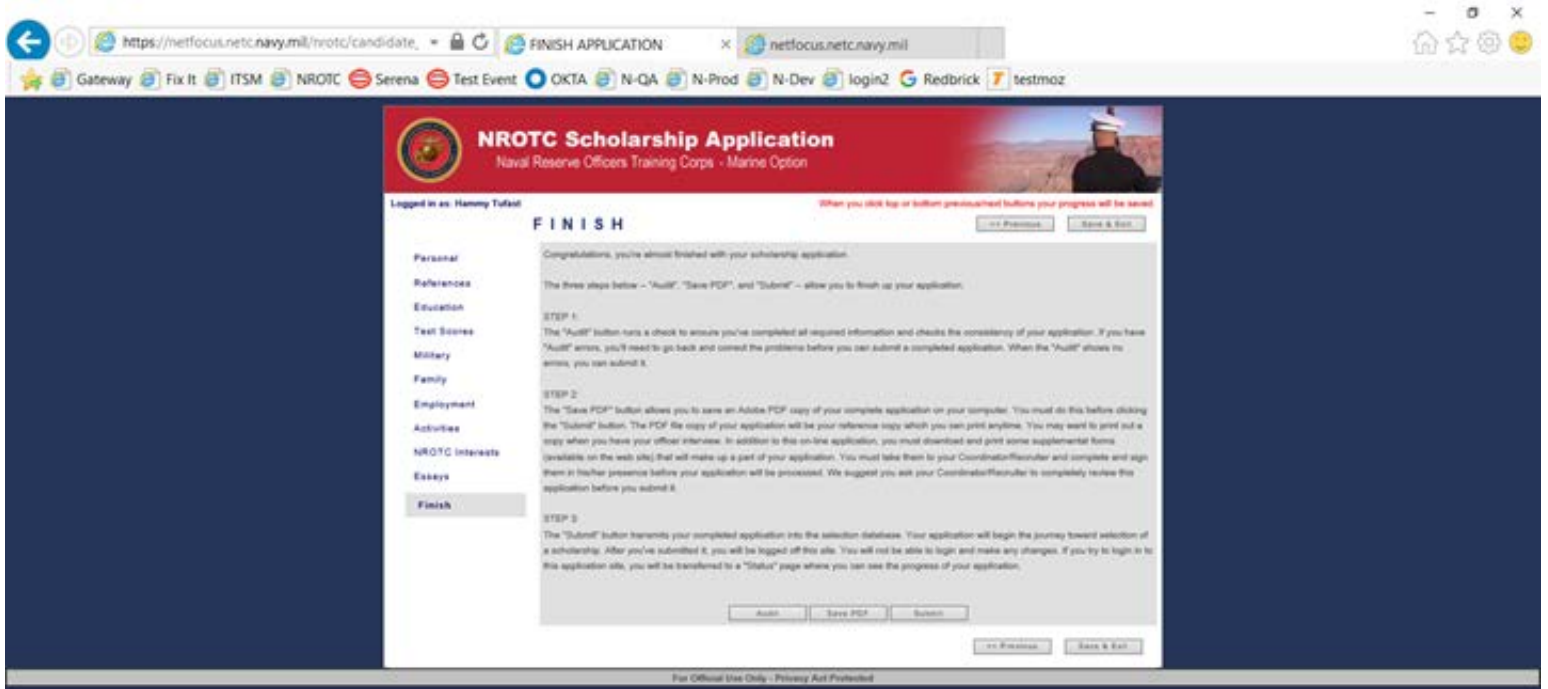 https://netfocus.netc.navy.mil/nrotc/candidate_
FINISH APPLICATION
netfocus.netc.navy.mil
Gateway Fix It ITSM NROTC Serena Test Event OKTA N-QA N-Prod N-Dev login2 Redbrick testmoz
NROTC Scholarship Application
Naval Reserve Officers Training Corps - Marine Option
Logged in as: Hammy Tufast
When you click top or bottom previous/next buttons your progress will be saved
FINISH
<< Previous Save & Exit
Personal
References
Education
Test Scores
Military
Family
Employment
Activities
NROTC Interests
Essays
Finish
Congratulations, you're almost finished with your scholarship application.
The three steps below -- "Audit", "Save PDF", and "Submit" -- allow you to finish up your application.
STEP 1:
The "Audit" button runs a check to ensure you've completed all required information and checks the consistency of your application. If you have
"Audit" errors, you'll need to go back and correct the problems before you can submit a completed application. When the "Audit" shows no
errors, you can submit it.
STEP 2:
The "Save PDF" button allows you to save an Adobe PDF copy of your complete application on your computer. You must do this before clicking
the "Submit" button. The PDF file copy of your application will be your reference copy which you can print anytime. You may want to print out a
copy when you have your officer interview. In addition to this on-line application, you must download and print some supplemental forms
(available on the web site) that will make up a part of your application. You must take them to your Coordinator/Recruiter and complete and sign
them in his/her presence before your application will be processed. We suggest you ask your Coordinator/Recruiter to completely review this
application before you submit it.
STEP 3:
The "Submit" button transmits your completed application into the selection database. Your application will begin the journey toward selection of
a scholarship. After you've submitted it, you will be logged off this site. You will not be able to login and make any changes. If you try to login in to
this application site, you will be transferred to a "Status" page where you can see the progress of your application.
Audit Save PDF Submit
<< Previous Save & Exit
For Official Use Only - Privacy Act Protected